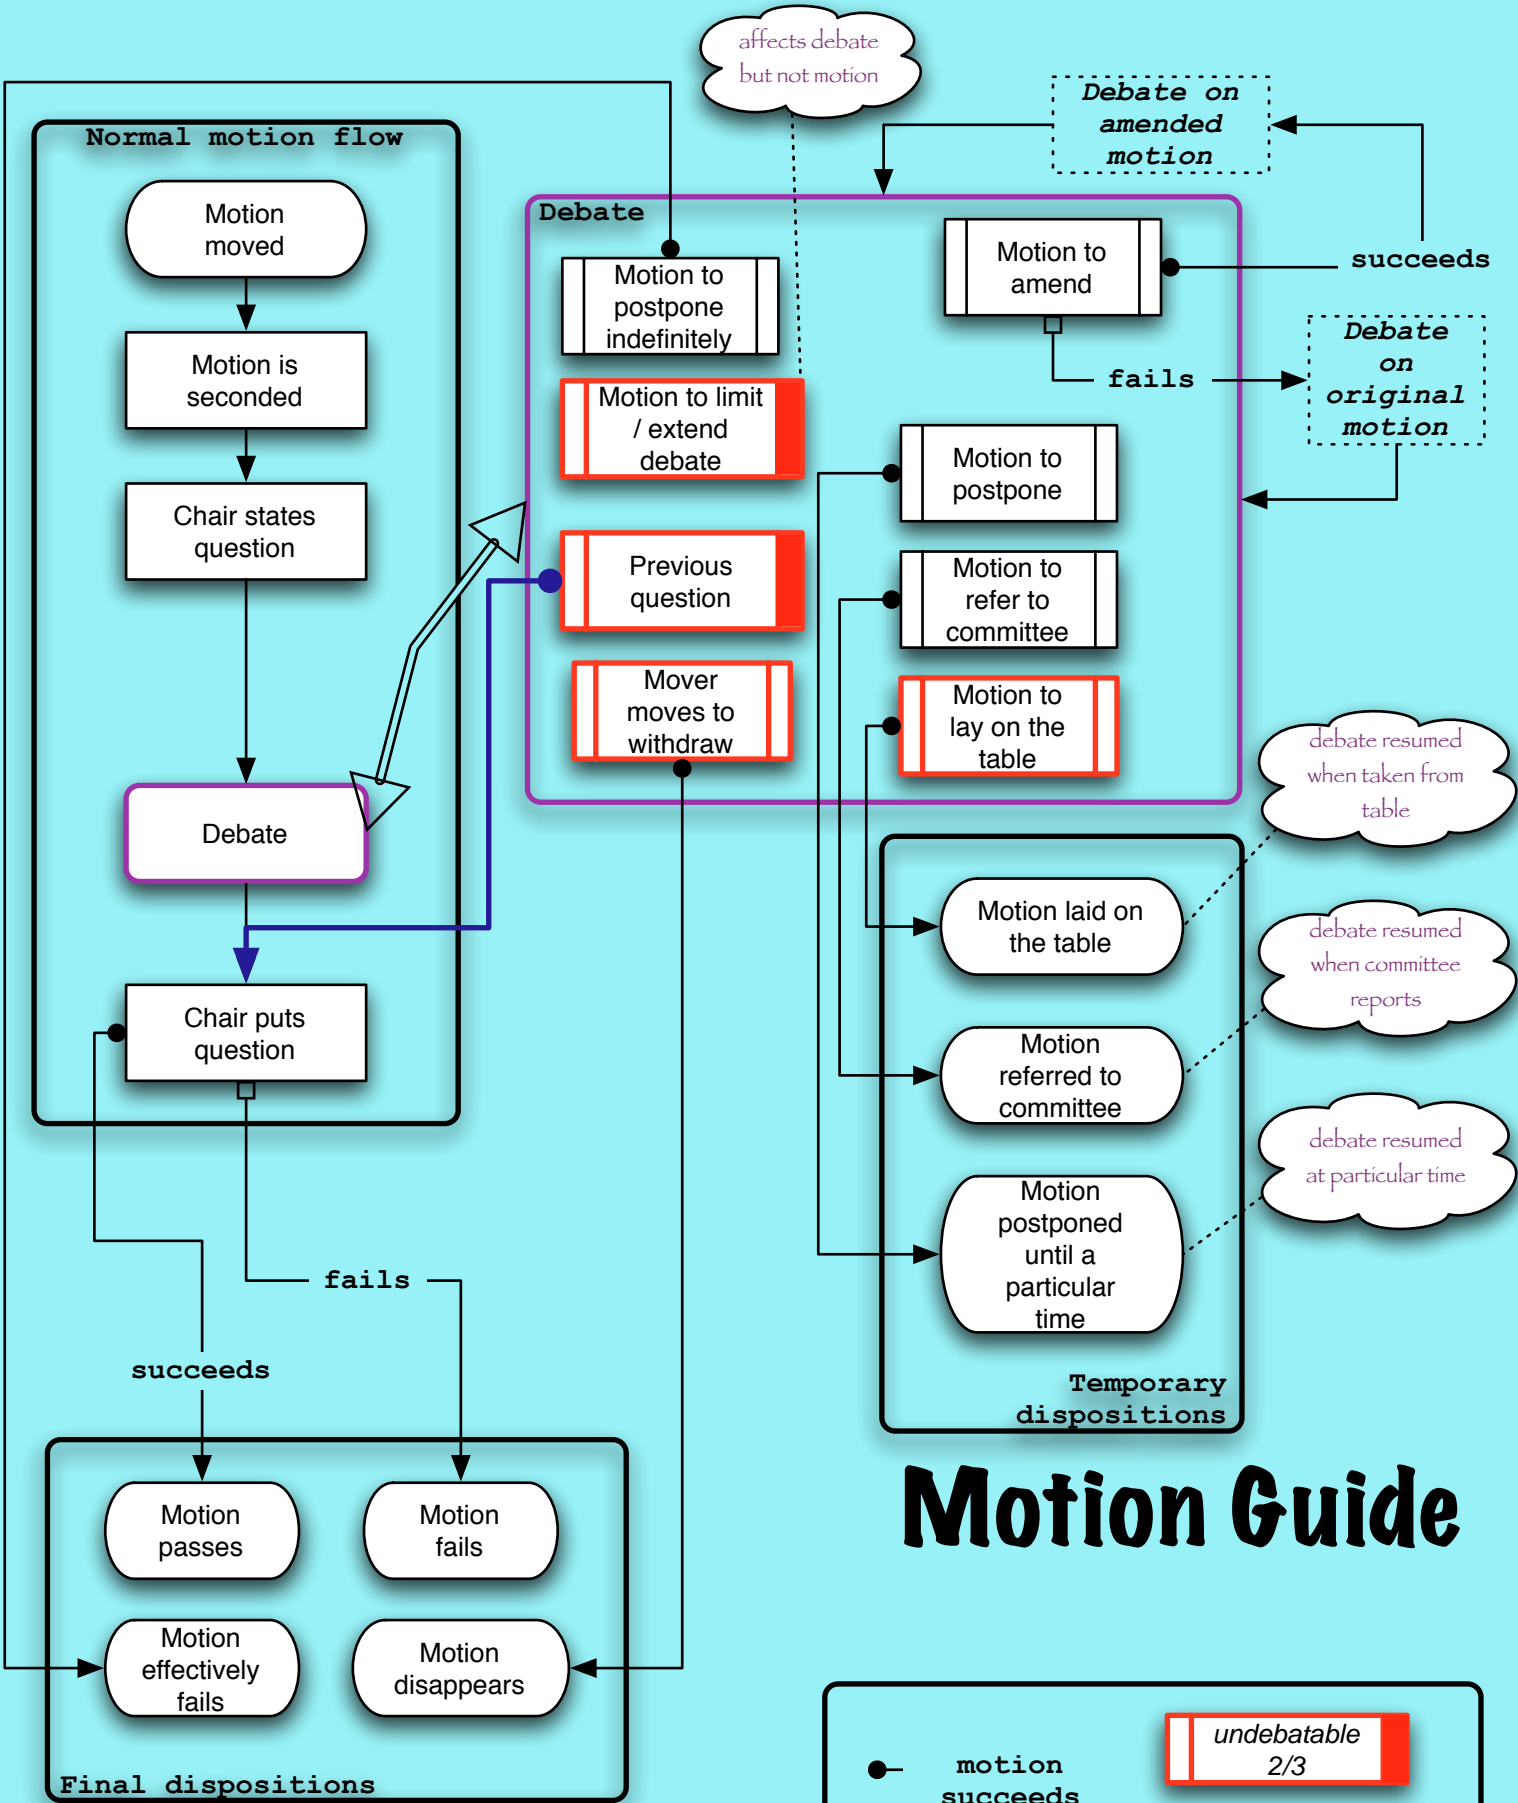 affects debate
but not motion
Normal motion flow
Motion
moved
Motion is
seconded
Chair states
question
Debate
Chair puts
question
Debate
Motion to
postpone
indefinitely
Motion to limit
/ extend
debate
Previous
question
Mover
moves to
withdraw
Motion to
amend
Motion to
postpone
Motion to
refer to
committee
Motion to
lay on the
table
Debate on
amended
motion
succeeds
fails
Debate
on
original
motion
debate resumed
when taken from
table
debate resumed
when committee
reports
debate resumed
at particular time
Motion laid on
the table
Motion
referred to
committee
Motion
postponed
until a
particular
time
Temporary
dispositions
fails
succeeds
Motion
passes
Motion
fails
Motion
effectively
fails
Motion
disappears
Final dispositions
Motion Guide
motion
succeeds
undebatable
2/3